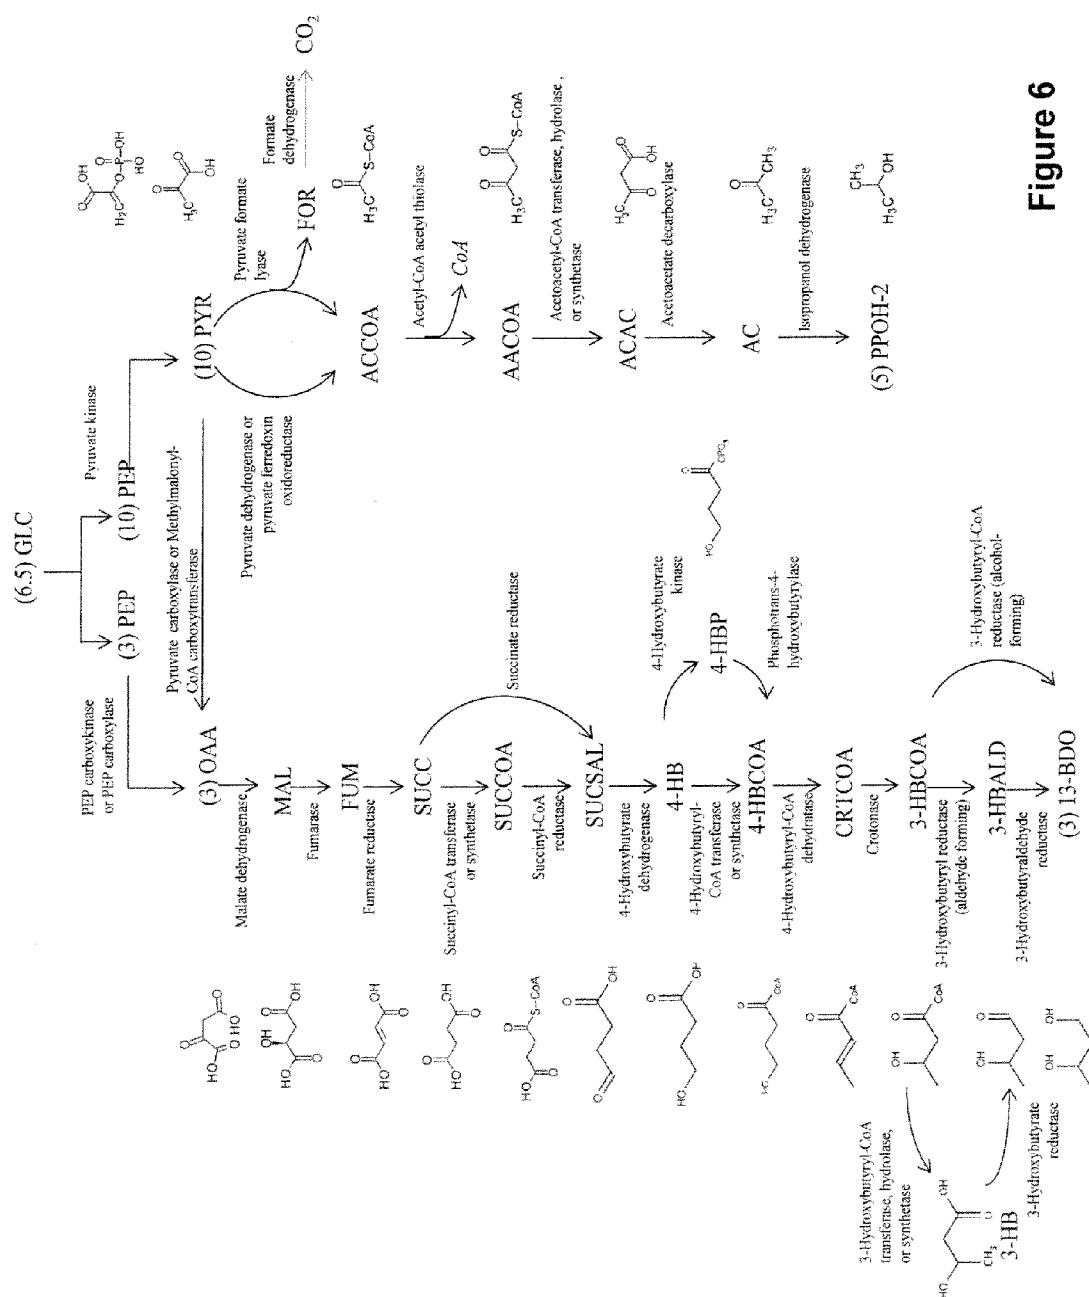 (6.5) GLC
(3) PEP
(10) PEP
Pyruvate kinase
PEP carboxykinase
or PEP carboxylase
(3) OAA
Pyruvate carboxylase or Methylmalonyl-
CoA carboxytransferase
(10) PYR
Malate dehydrogenase
MAL
Fumarase
FUM
Fumarate reductase
SUCC
Succinate reductase
Succinyl-CoA transferase
or synthetase
SUCCOA
Succinyl-CoA
reductase
SUCSAL
4-Hydroxybutyrate
dehydrogenase
4-HB
4-Hydroxybutyrate
kinase
4-HBP
Phosphotrans-4-
hydroxybutyrylase
4-Hydroxybutyryl-
CoA transferase
or synthetase
4-HBCOA
4-Hydroxybutyryl-CoA
dehydratase
CRTCOA
Crotonase
3-HBCOA
3-Hydroxybutyryl-CoA
reductase (alcohol-
forming)
3-Hydroxybutyryl reductase
(aldehyde forming)
3-HBALD
3-Hydroxybutyraldehyde
reductase
(3) 13-BDO
3-Hydroxybutyryl-CoA
transferase, hydrolase,
or synthetase
3-HB
3-Hydroxybutyrate
reductase
Pyruvate dehydrogenase or
pyruvate ferredoxin
oxidoreductase
Pyruvate formate
lyase
FOR
Formate
dehydrogenase
CO2
ACCOA
Acetyl-CoA acetyl thiolase
CoA
AACOA
Acetoacetyl-CoA transferase, hydrolase ,
or synthetase
ACAC
Acetoacetate decarboxylase
AC
Isopropanol dehydrogenase
(5) PPOH-2
Figure 6